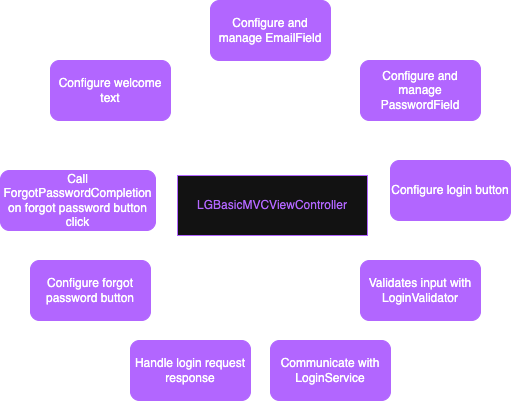 Configure and
manage EmailField
Configure welcome
text
Configure and
manage
PasswordField
Call
ForgotPasswordCompletion
on forgot password button
click
LGBasicMVCViewController
Configure login button
Configure forgot
password button
Validates input with
LoginValidator
Handle login request
response
Communicate with
LoginService